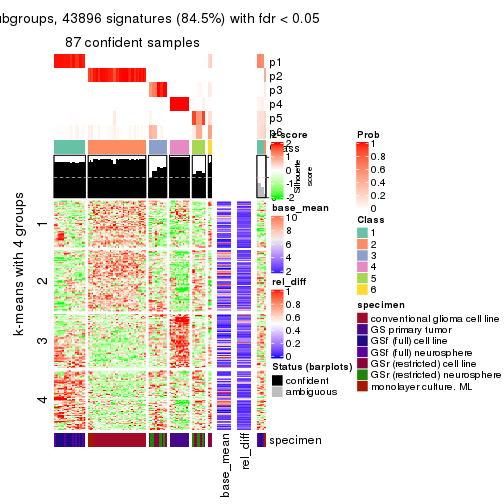 ubgroups, 43896 signatures (84.5%) with fdr < 0.05
87 confident samples
p1
p2
p3
p4
p5
p6
Class
Silhouette
score
z-score
2
1
0
-1
-2
base_mean
10
8
6
4
2
rel_diff
1
0.8
0.6
0.4
0.2
0
Status (barplots)
confident
ambiguous
Prob
1
0.8
0.6
0.4
0.2
0
Class
1
2
3
4
5
6
specimen
conventional glioma cell line
GS primary tumor
GSf (full) cell line
GSf (full) neurosphere
GSr (restricted) cell line
GSr (restricted) neurosphere
monolayer culture. ML
k-means with 4 groups
1
2
3
4
specimen
base_mean
rel_diff